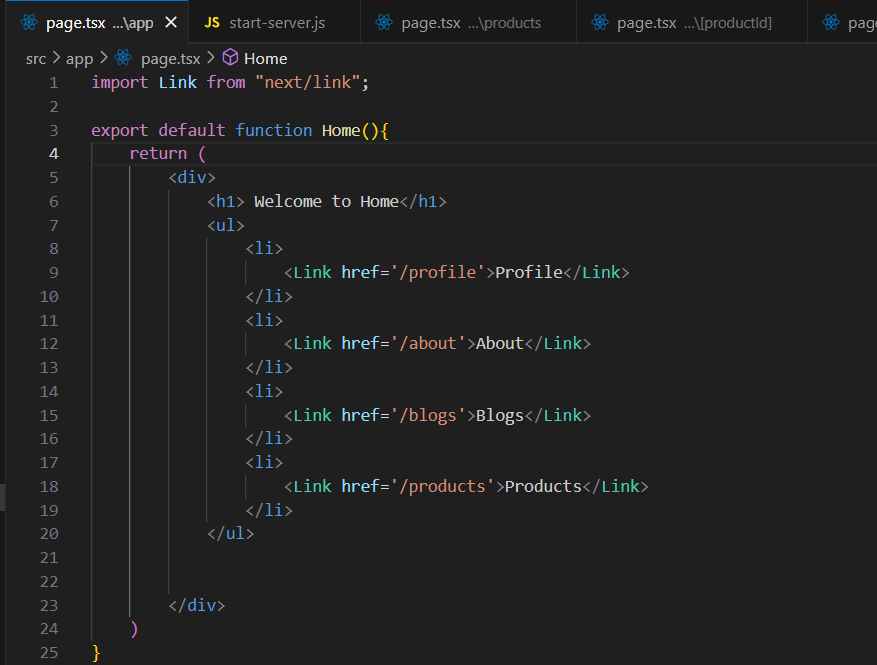 page.tsx ...\app
JS start-server.js
page.tsx ...\products
page.tsx ...\[productId]
src > app > page.tsx > Home
1 import Link from "next/link";
2
3 export default function Home(){
4     return (
5         <div>
6             <h1> Welcome to Home</h1>
7             <ul>
8                 <li>
9                     <Link href='/profile'>Profile</Link>
10                 </li>
11                 <li>
12                     <Link href='/about'>About</Link>
13                 </li>
14                 <li>
15                     <Link href='/blogs'>Blogs</Link>
16                 </li>
17                 <li>
18                     <Link href='/products'>Products</Link>
19                 </li>
20             </ul>
21
22
23         </div>
24     )
25 }